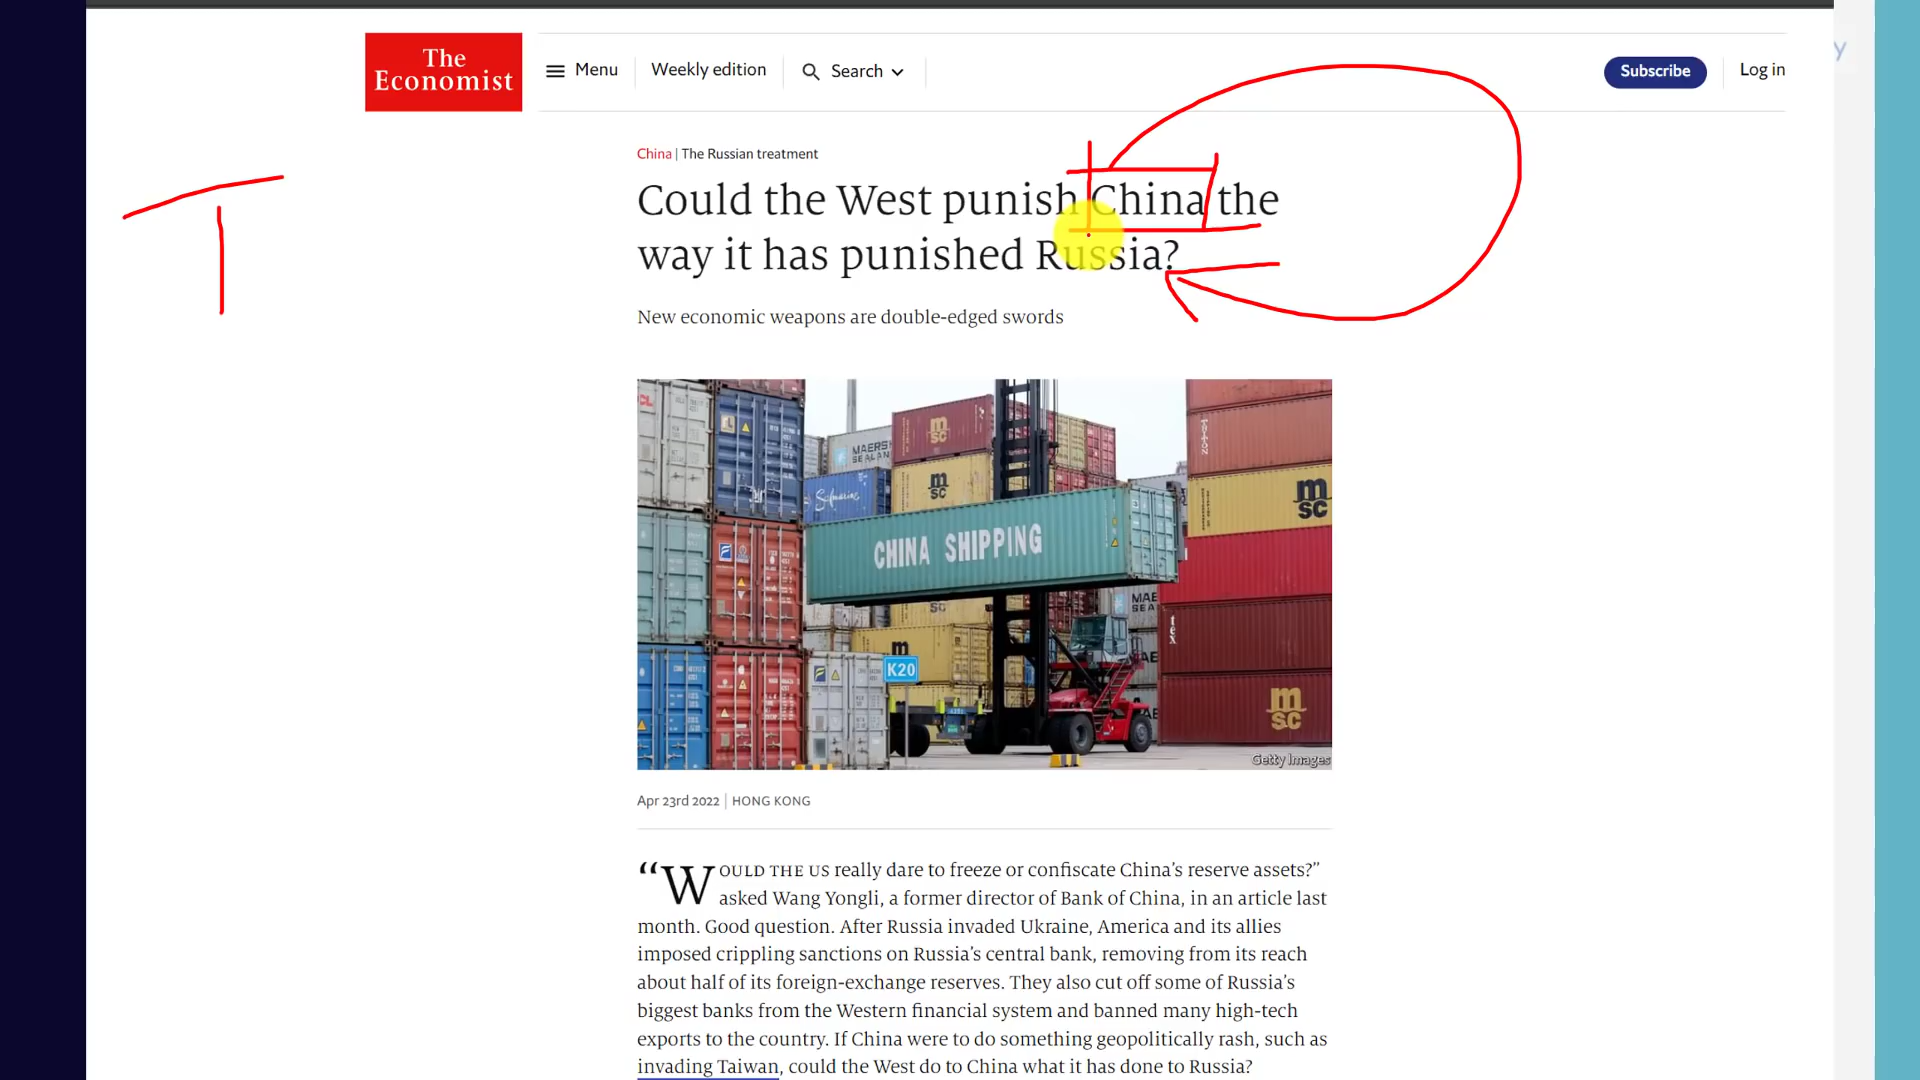 The
Economist
Menu
Weekly edition
Search
Subscribe
Log in
y
China | The Russian treatment
T
Could the West punish China the
way it has punished Russia?
New economic weapons are double-edged swords
MAERSK
SEALAN
msc
msc
Safmarine
msc
CHINA SHIPPING
MAE
SEA
tex
K20
msc
Getty Images
Apr 23rd 2022 | HONG KONG
“WOULD THE US really dare to freeze or confiscate China’s reserve assets?”
asked Wang Yongli, a former director of Bank of China, in an article last
month. Good question. After Russia invaded Ukraine, America and its allies
imposed crippling sanctions on Russia’s central bank, removing from its reach
about half of its foreign-exchange reserves. They also cut off some of Russia’s
biggest banks from the Western financial system and banned many high-tech
exports to the country. If China were to do something geopolitically rash, such as
invading Taiwan, could the West do to China what it has done to Russia?